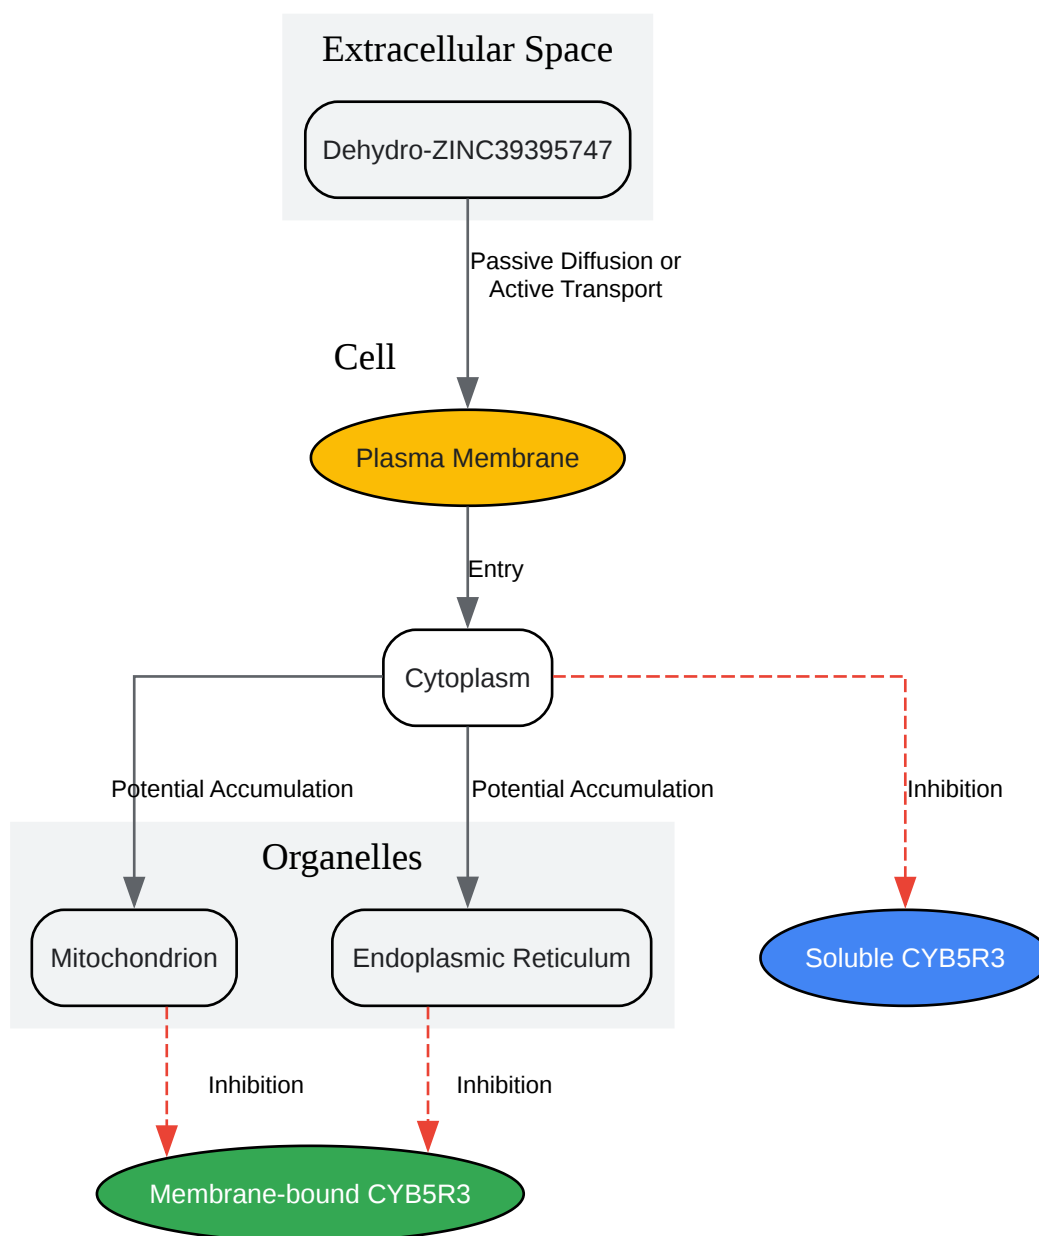 Extracellular Space
Dehydro-ZINC39395747
Passive Diffusion or
Active Transport
Cell
Plasma Membrane
Entry
Cytoplasm
Potential Accumulation
Potential Accumulation
Inhibition
Organelles
Mitochondrion
Endoplasmic Reticulum
Soluble CYB5R3
Inhibition
Inhibition
Membrane-bound CYB5R3